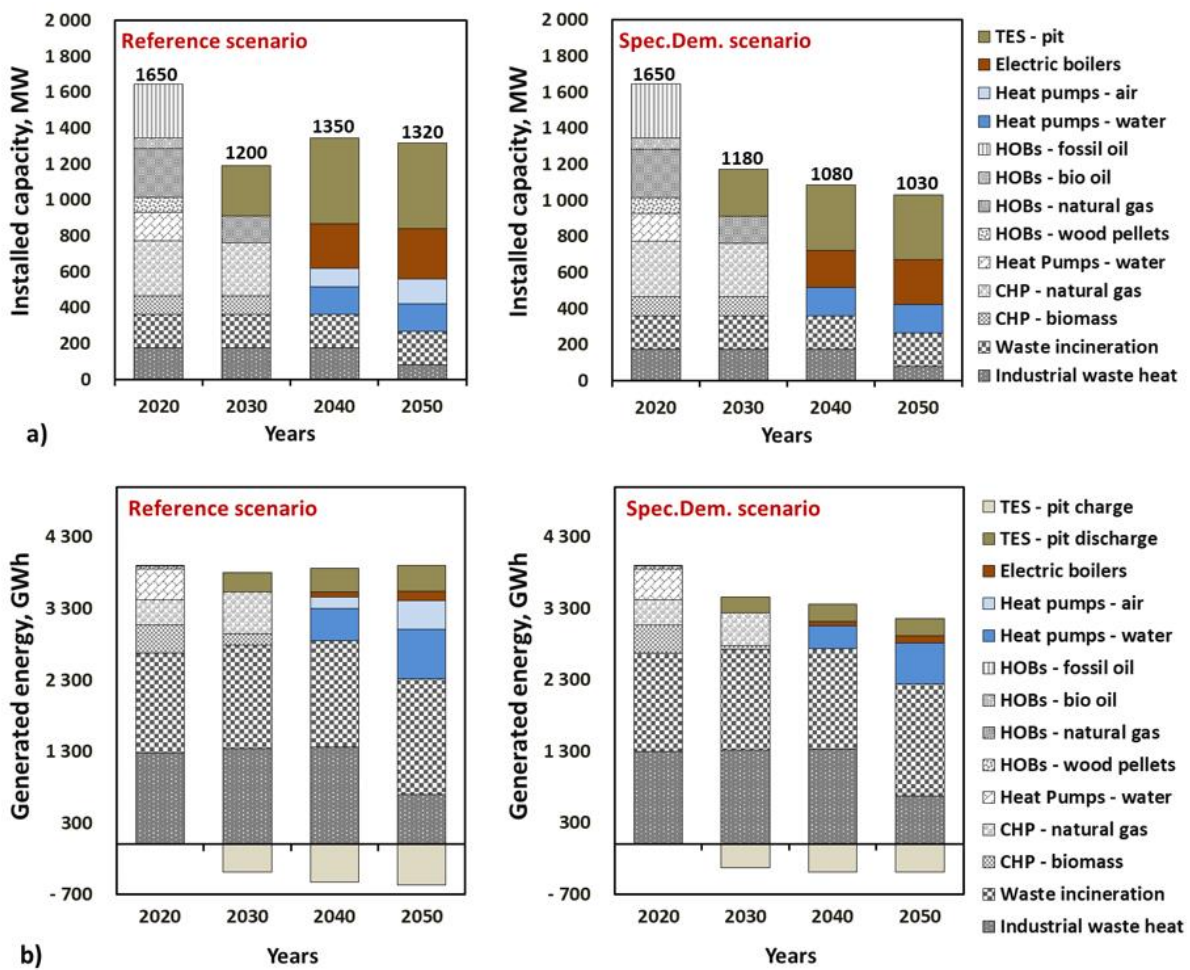 Reference scenario
Installed capacity, MW
2 000
1 800
1 600
1 400
1 200
1 000
800
600
400
200
0
1650
1200
1350
1320
2020
2030
2040
2050
Years
a)
Spec.Dem. scenario
Installed capacity, MW
2 000
1 800
1 600
1 400
1 200
1 000
800
600
400
200
0
1650
1180
1080
1030
2020
2030
2040
2050
Years
TES - pit
Electric boilers
Heat pumps - air
Heat pumps - water
HOBs - fossil oil
HOBs - bio oil
HOBs - natural gas
HOBs - wood pellets
Heat Pumps - water
CHP - natural gas
CHP - biomass
Waste incineration
Industrial waste heat
Reference scenario
Generated energy, GWh
4 300
3 300
2 300
1 300
300
- 700
2020
2030
2040
2050
Years
b)
Spec.Dem. scenario
Generated energy, GWh
4 300
3 300
2 300
1 300
300
- 700
2020
2030
2040
2050
Years
TES - pit charge
TES - pit discharge
Electric boilers
Heat pumps - air
Heat pumps - water
HOBs - fossil oil
HOBs - bio oil
HOBs - natural gas
HOBs - wood pellets
Heat Pumps - water
CHP - natural gas
CHP - biomass
Waste incineration
Industrial waste heat